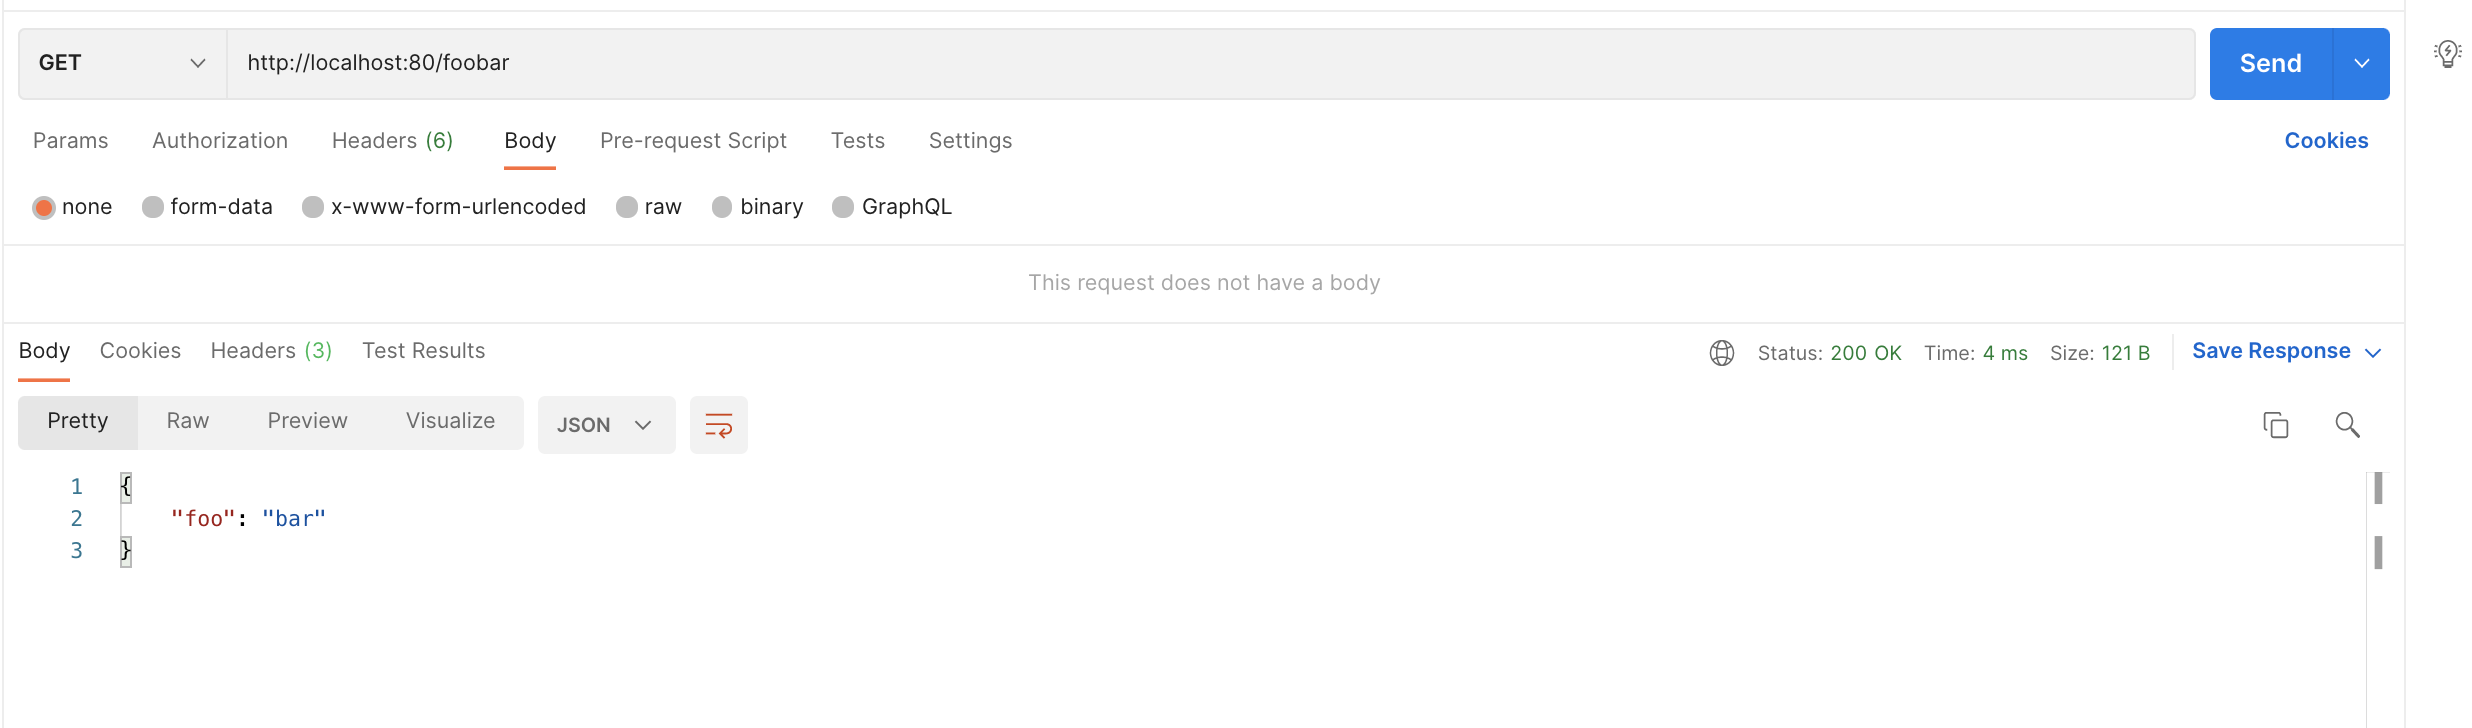 GET http://localhost:80/foobar Send
Params Authorization Headers (6) Body Pre-request Script Tests Settings Cookies
none form-data x-www-form-urlencoded raw binary GraphQL
This request does not have a body
Body Cookies Headers (3) Test Results Status: 200 OK Time: 4 ms Size: 121 B Save Response
Pretty Raw Preview Visualize JSON
1 {
2 "foo": "bar"
3 }